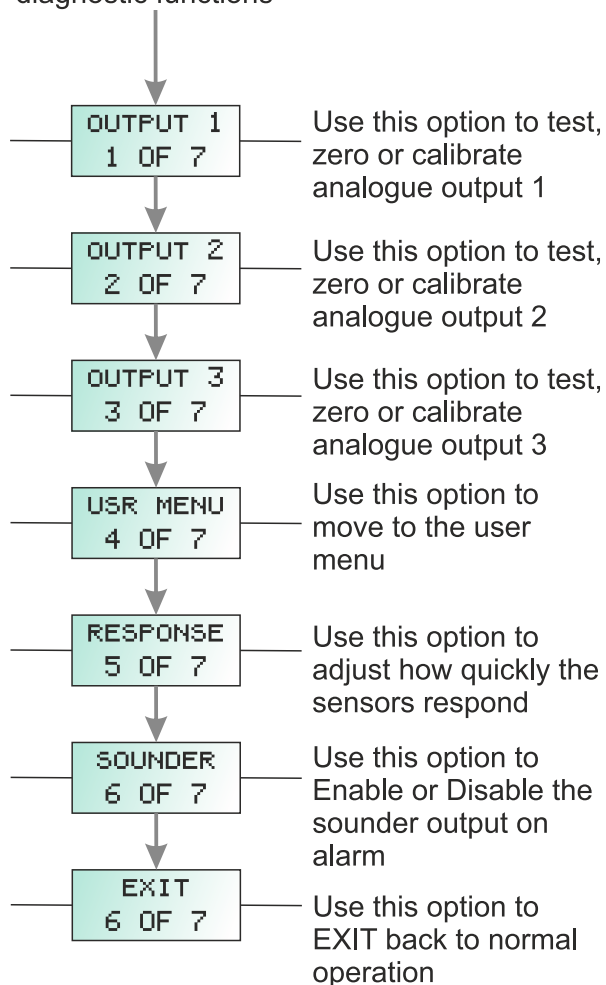 diagnostic functions
OUTPUT 1
1 OF 7
Use this option to test,
zero or calibrate
analogue output 1
OUTPUT 2
2 OF 7
Use this option to test,
zero or calibrate
analogue output 2
OUTPUT 3
3 OF 7
Use this option to test,
zero or calibrate
analogue output 3
USR MENU
4 OF 7
Use this option to
move to the user
menu
RESPONSE
5 OF 7
Use this option to
adjust how quickly the
sensors respond
SOUNDER
6 OF 7
Use this option to
Enable or Disable the
sounder output on
alarm
EXIT
6 OF 7
Use this option to
EXIT back to normal
operation